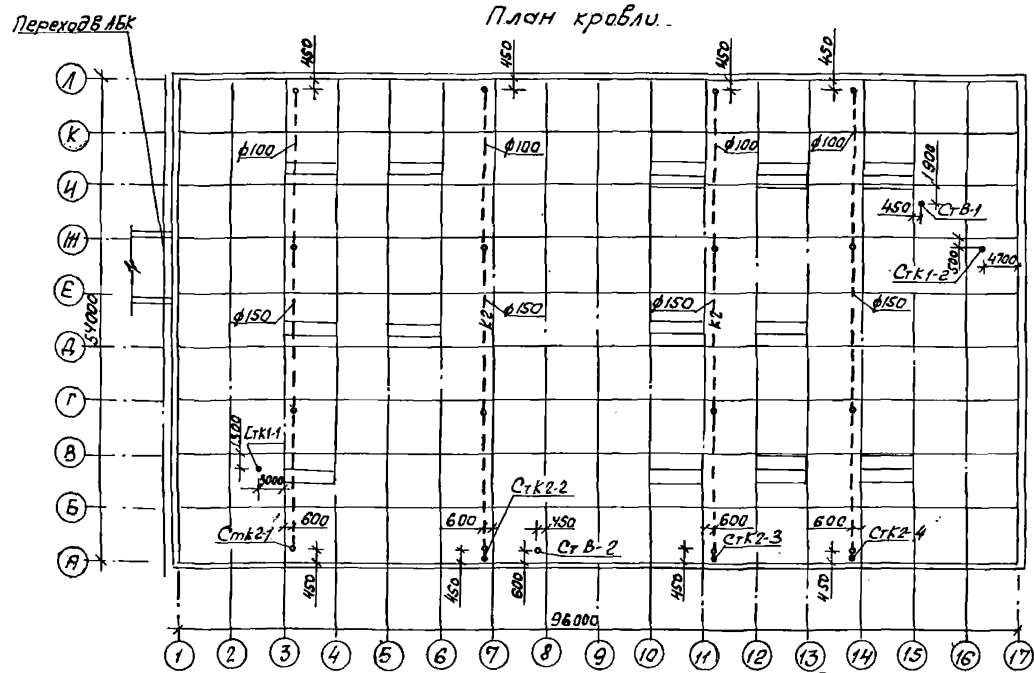 План кровли
Переход в АБК
450
450
450
450
Л
К
И
Ж
Е
Д
Г
В
Б
А
54000
ф100
ф100
ф100
ф100
1900
450
СтВ-1
500
СтК1-2
4700
ф150
К2
ф150
ф150
К2
ф150
1300
СтК1-1
3000
600
СтК2-1
450
600
СтК2-2
450
450
Ст В-2
600
600
СтК2-3
450
600
СтК2-4
450
96000
1
2
3
4
5
6
7
8
9
10
11
12
13
14
15
16
17